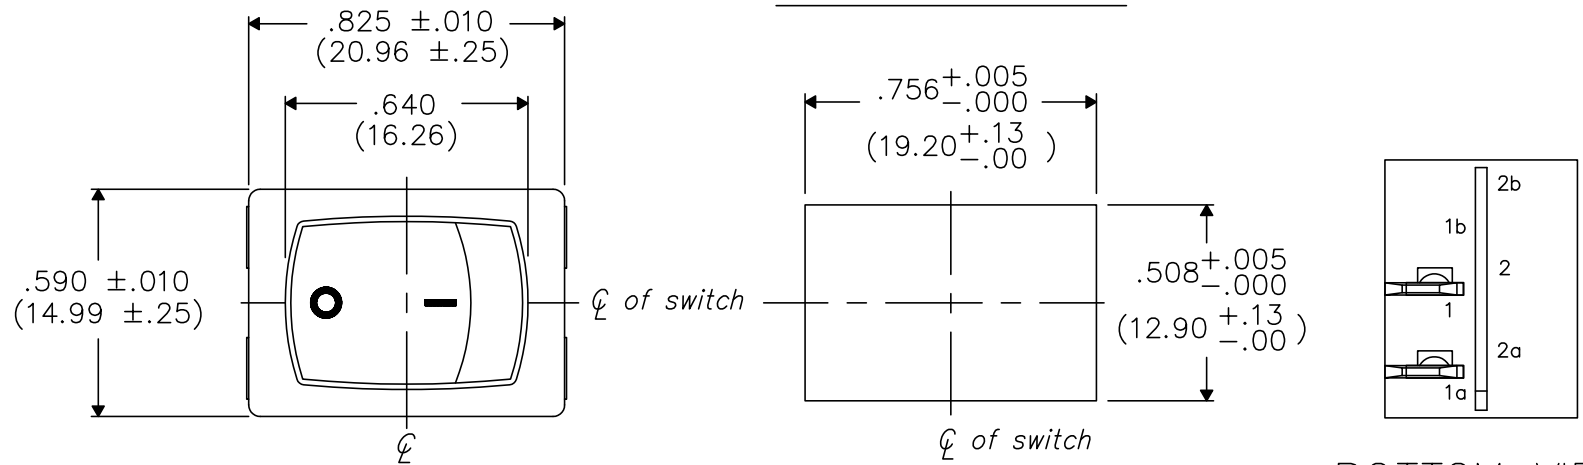 .825 ±.010
(20.96 ±.25)
.640
(16.26)
.590 ±.010
(14.99 ±.25)
℄ of switch
℄
.756 +.005 -.000
(19.20 +.13 -.00 )
.508 +.005 -.000
(12.90 +.13 -.00 )
℄ of switch
2b
1b
2
1
2a
1a
BOTTOM